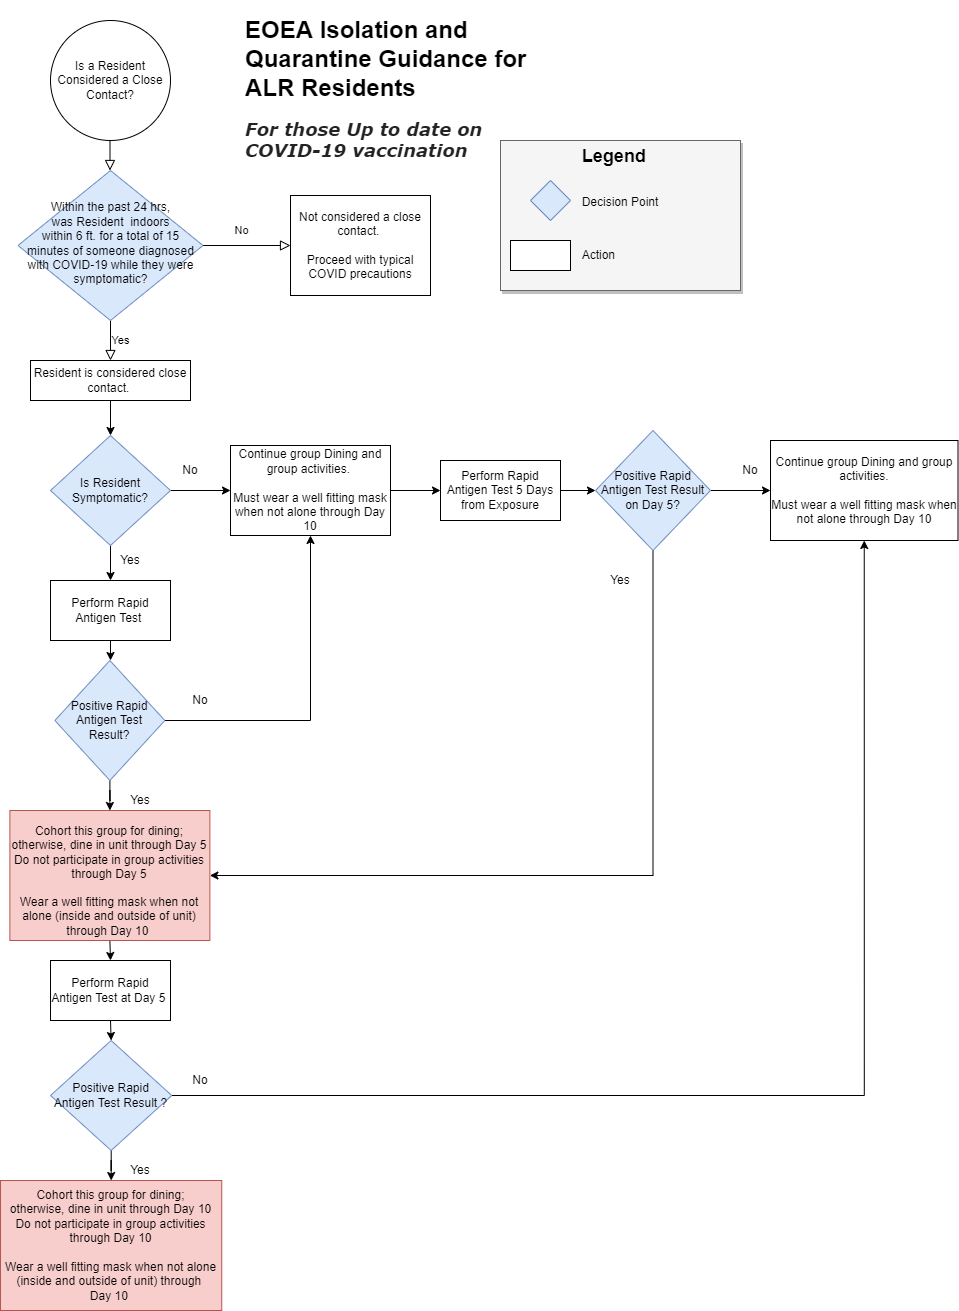 EOEA Isolation and
Quarantine Guidance for
ALR Residents
For those Up to date on
COVID-19 vaccination
Is a Resident
Considered a Close
Contact?
Legend
Decision Point
Action
Within the past 24 hrs,
was Resident indoors
within 6 ft. for a total of 15
minutes of someone diagnosed
with COVID-19 while they were
symptomatic?
No
Not considered a close
contact.
Proceed with typical
COVID precautions
Yes
Resident is considered close
contact.
Is Resident
Symptomatic?
No
Continue group Dining and
group activities.
Must wear a well fitting mask
when not alone through Day
10
Perform Rapid
Antigen Test 5 Days
from Exposure
Positive Rapid
Antigen Test Result
on Day 5?
No
Continue group Dining and group
activities.
Must wear a well fitting mask when
not alone through Day 10
Yes
Yes
Perform Rapid
Antigen Test
Positive Rapid
Antigen Test
Result?
No
Yes
Cohort this group for dining;
otherwise, dine in unit through Day 5
Do not participate in group activities
through Day 5
Wear a well fitting mask when not
alone (inside and outside of unit)
through Day 10
Perform Rapid
Antigen Test at Day 5
Positive Rapid
Antigen Test Result ?
No
Yes
Cohort this group for dining;
otherwise, dine in unit through Day 10
Do not participate in group activities
through Day 10
Wear a well fitting mask when not alone
(inside and outside of unit) through
Day 10